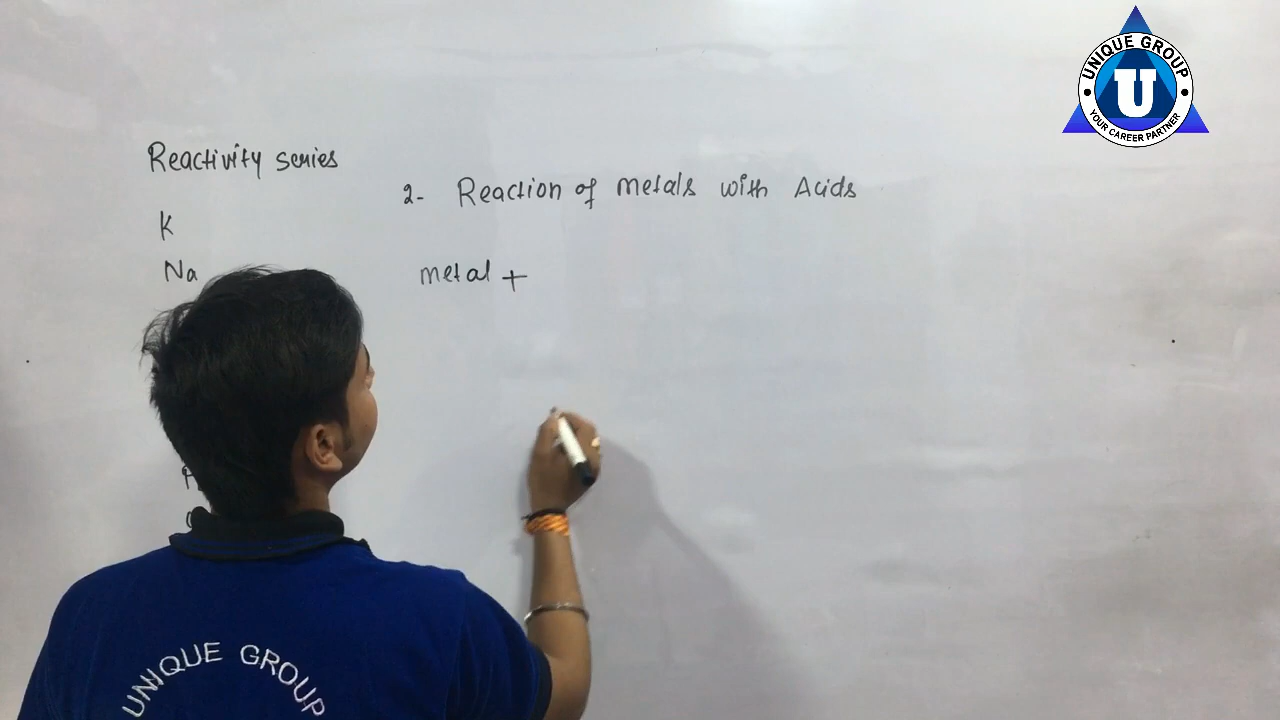 UNIQUE GROUP
U
YOUR CAREER PARTNER
Reactivity series
2- Reaction of metals with Acids
K
Na
metal +
UNIQUE GROUP